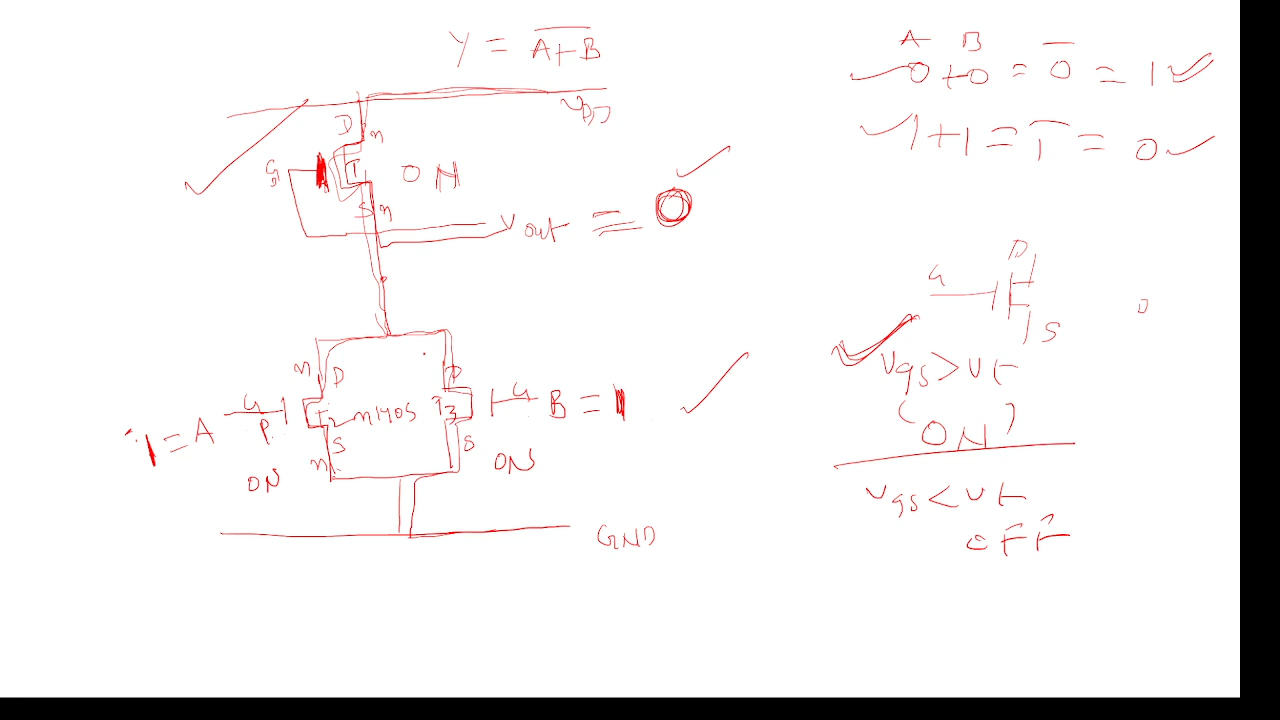 Y = A+B
A B
0 + 0 = 0 = 1
1 + 1 = 1 = 0
VDD
D n
G
T1 ON
S n
Vout = 0
G D
S
Vgs > Vt
(ON)
Vgs < Vt
OFF
n D D
G G
1 = A P T2 nMOS T3 B = 1
S S
n
ON ON
GND